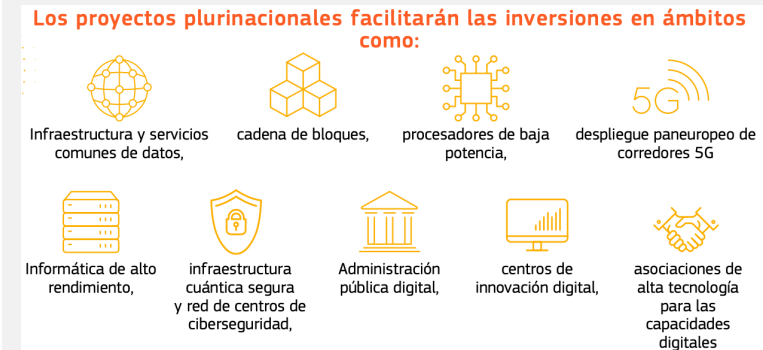 Los proyectos plurinacionales facilitarán las inversiones en ámbitos
como:
5G
Infraestructura y servicios
comunes de datos,
cadena de bloques,
procesadores de baja
potencia,
despliegue paneuropeo de
corredores 5G
Informática de alto
rendimiento,
infraestructura
cuántica segura
y red de centros de
ciberseguridad,
Administración
pública digital,
centros de
innovación digital,
asociaciones de
alta tecnología
para las
capacidades
digitales